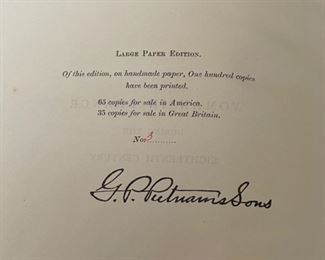 LARGE PAPER EDITION.
Of this edition, on handmade paper, One hundred copies
have been printed.
65 copies for sale in America.
35 copies for sale in Great Britain.
No. 3
G. P. Putnam's Sons